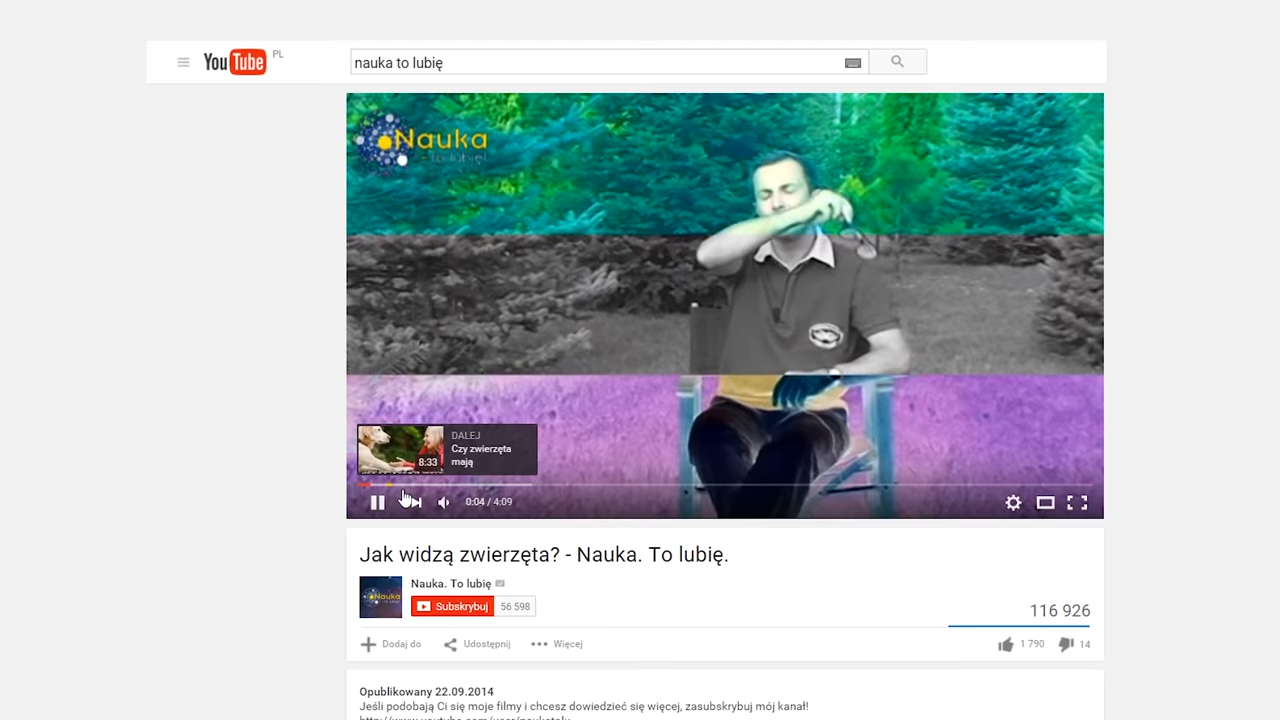 YouTube PL
nauka to lubię
Nauka
- to lubię!
DALEJ
Czy zwierzęta
mają
8:33
0:04 / 4:09
Jak widzą zwierzęta? - Nauka. To lubię.
Nauka
Nauka. To lubię
Subskrybuj 56 598
116 926
Dodaj do Udostępnij Więcej 1 790 14
Opublikowany 22.09.2014
Jeśli podobają Ci się moje filmy i chcesz dowiedzieć się więcej, zasubskrybuj mój kanał!